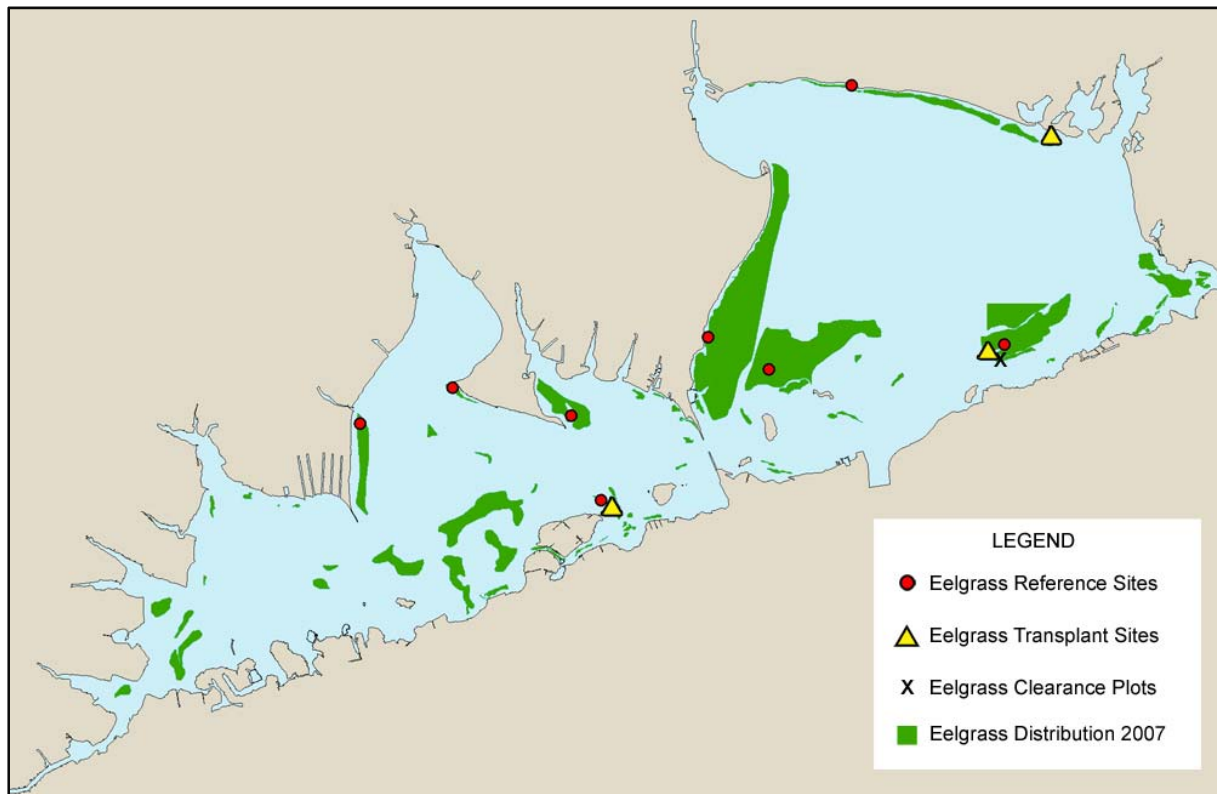 LEGEND
Eelgrass Reference Sites
Eelgrass Transplant Sites
X Eelgrass Clearance Plots
Eelgrass Distribution 2007